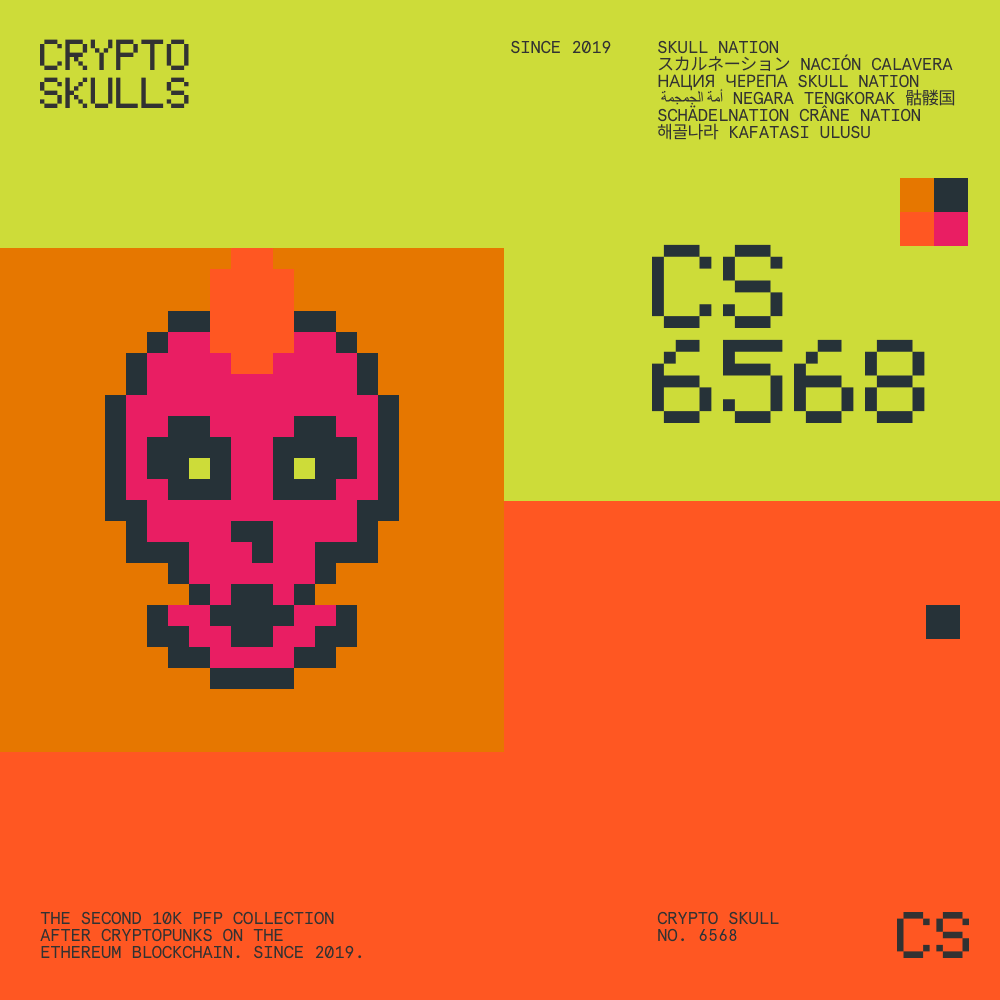 CRYPTO
SKULLS
SINCE 2019
SKULL NATION
スカルネーション NACIÓN CALAVERA
НАЦИЯ ЧЕРЕПА SKULL NATION
أمة الجمجمة NEGARA TENGKORAK 骷髅国
SCHÄDELNATION CRÂNE NATION
해골나라 KAFATASI ULUSU
CS
6568
THE SECOND 10K PFP COLLECTION
AFTER CRYPTOPUNKS ON THE
ETHEREUM BLOCKCHAIN. SINCE 2019.
CRYPTO SKULL
NO. 6568
CS